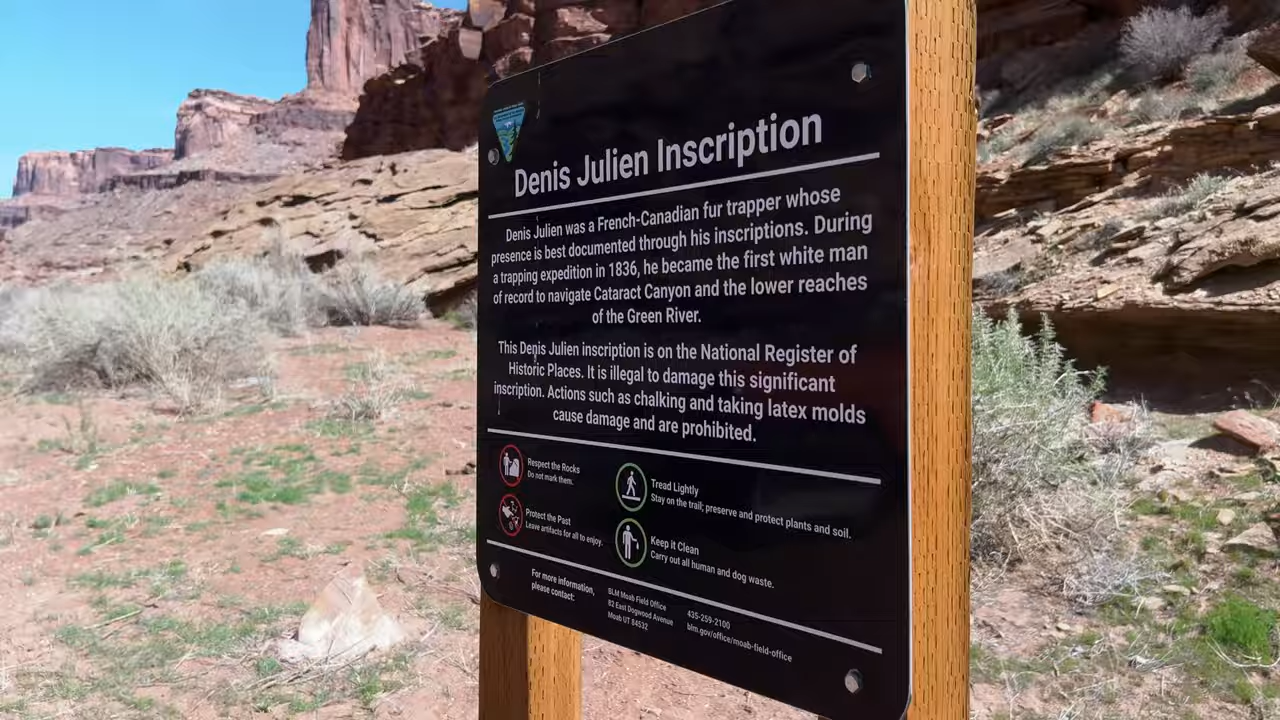 Denis Julien Inscription
Denis Julien was a French-Canadian fur trapper whose
presence is best documented through his inscriptions. During
a trapping expedition in 1836, he became the first white man
of record to navigate Cataract Canyon and the lower reaches
of the Green River.
This Denis Julien inscription is on the National Register of
Historic Places. It is illegal to damage this significant
inscription. Actions such as chalking and taking latex molds
cause damage and are prohibited.
Respect the Rocks
Do not mark them.
Protect the Past
Leave artifacts for all to enjoy.
Tread Lightly
Stay on the trail; preserve and protect plants and soil.
Keep it Clean
Carry out all human and dog waste.
For more information,
please contact:
BLM Moab Field Office
82 East Dogwood Avenue
Moab UT 84532
435-259-2100
blm.gov/office/moab-field-office